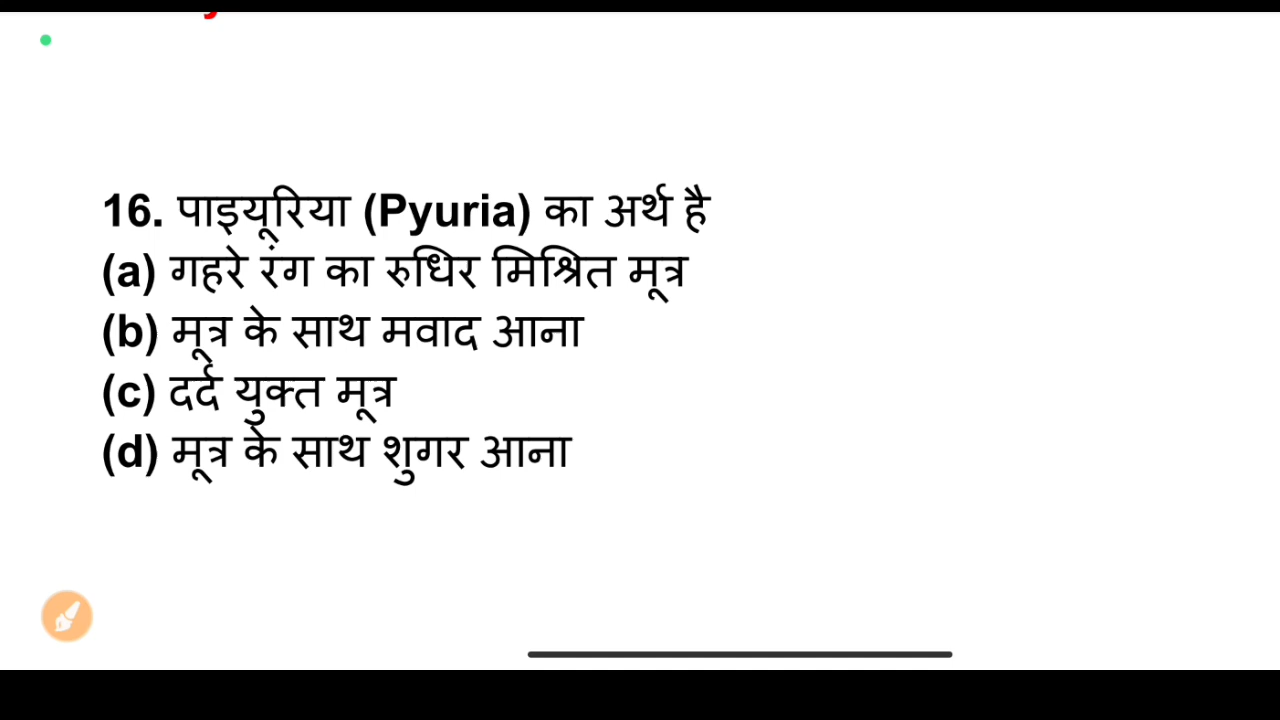 16. पाइयूरिया (Pyuria) का अर्थ है
(a) गहरे रंग का रुधिर मिश्रित मूत्र
(b) मूत्र के साथ मवाद आना
(c) दर्द युक्त मूत्र
(d) मूत्र के साथ शुगर आना